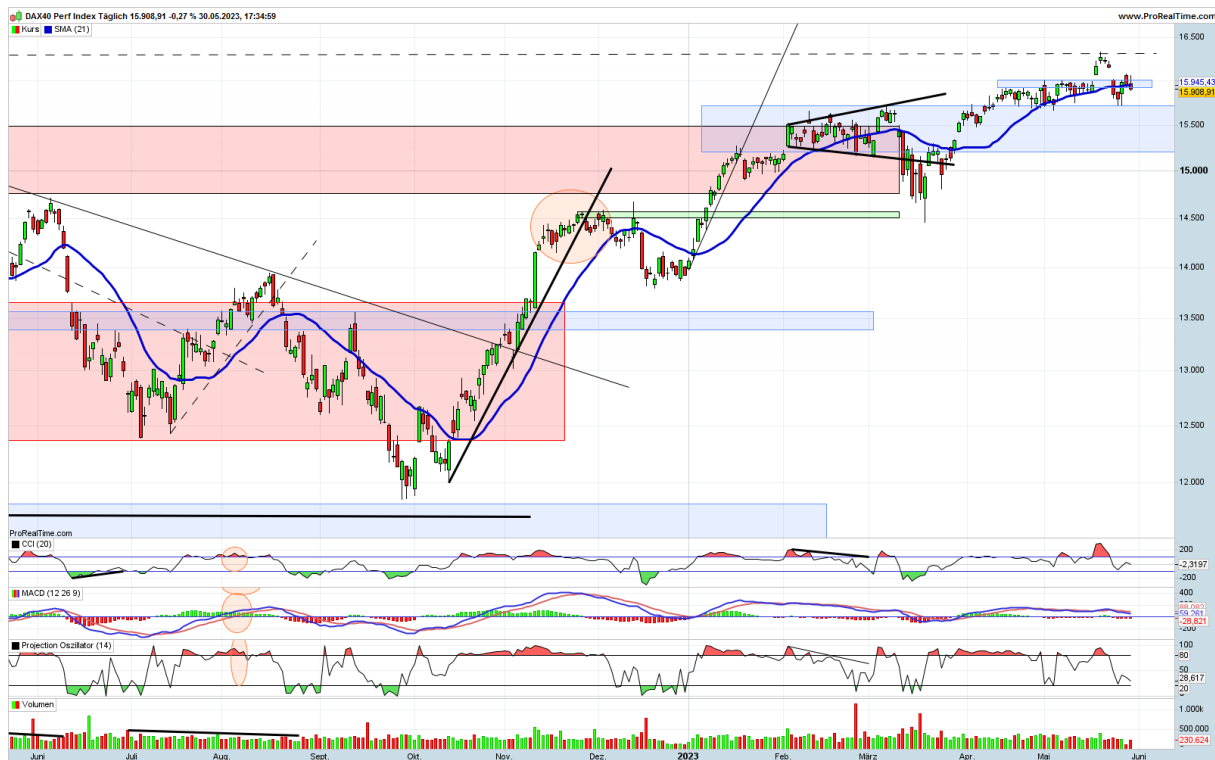 DAX40 Perf Index Täglich 15.908,91 -0,27 % 30.05.2023, 17:34:59
www.ProRealTime.com
Kurs SMA (21)
16.500
15.945,43
15.908,91
15.500
15.000
14.500
14.000
13.500
13.000
12.500
12.000
ProRealTime.com
CCI (20)
200
-2,3197
-200
MACD (12 26 9)
400
59,261
-28,821
-200
Projection Oszillator (14)
100
80
50
28,617
20
Volumen
1.000k
500.000
230.624
Juni Juli Aug. Sept. Okt. Nov. Dez. 2023 Feb. März Apr. Mai Juni